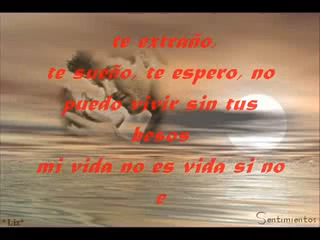 te extraño,
te sueño, te espero, no
puedo vivir sin tus
besos
mi vida no es vida si no
e
*Lix*
Sentimientos